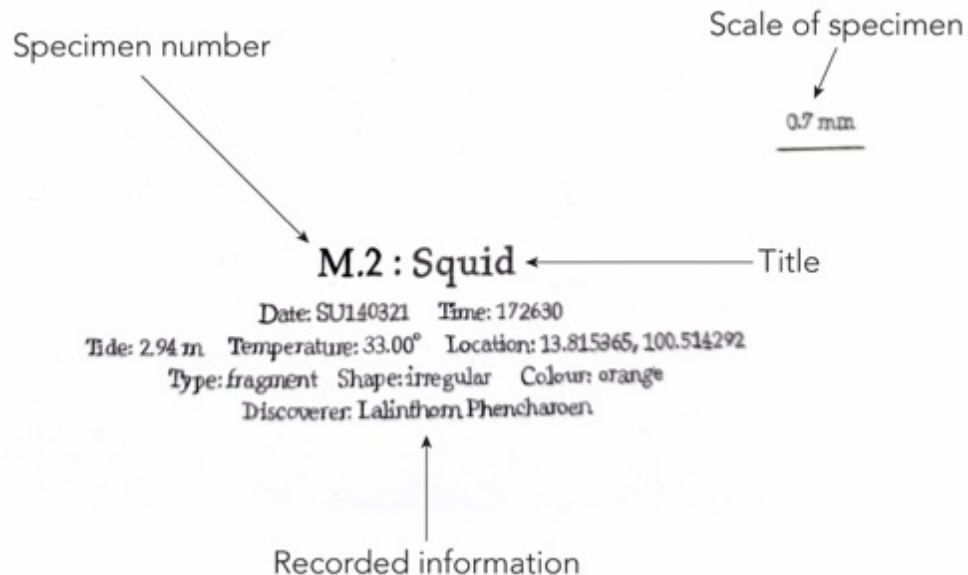 Scale of specimen
Specimen number
0.7 mm
M.2 : Squid
Title
Date: SU140321 Time: 172630
Tide: 2.94 m Temperature: 33.00° Location: 13.815365, 100.514292
Type: fragment Shape: irregular Colour: orange
Discoverer: Lalinthorn Phencharoen
Recorded information